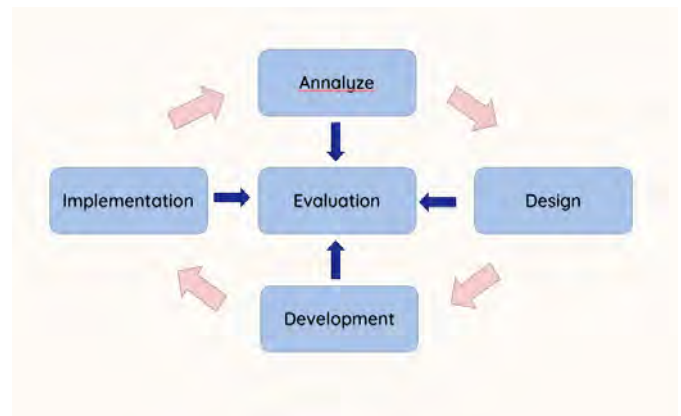 Annalyze
Implementation
Evaluation
Design
Development